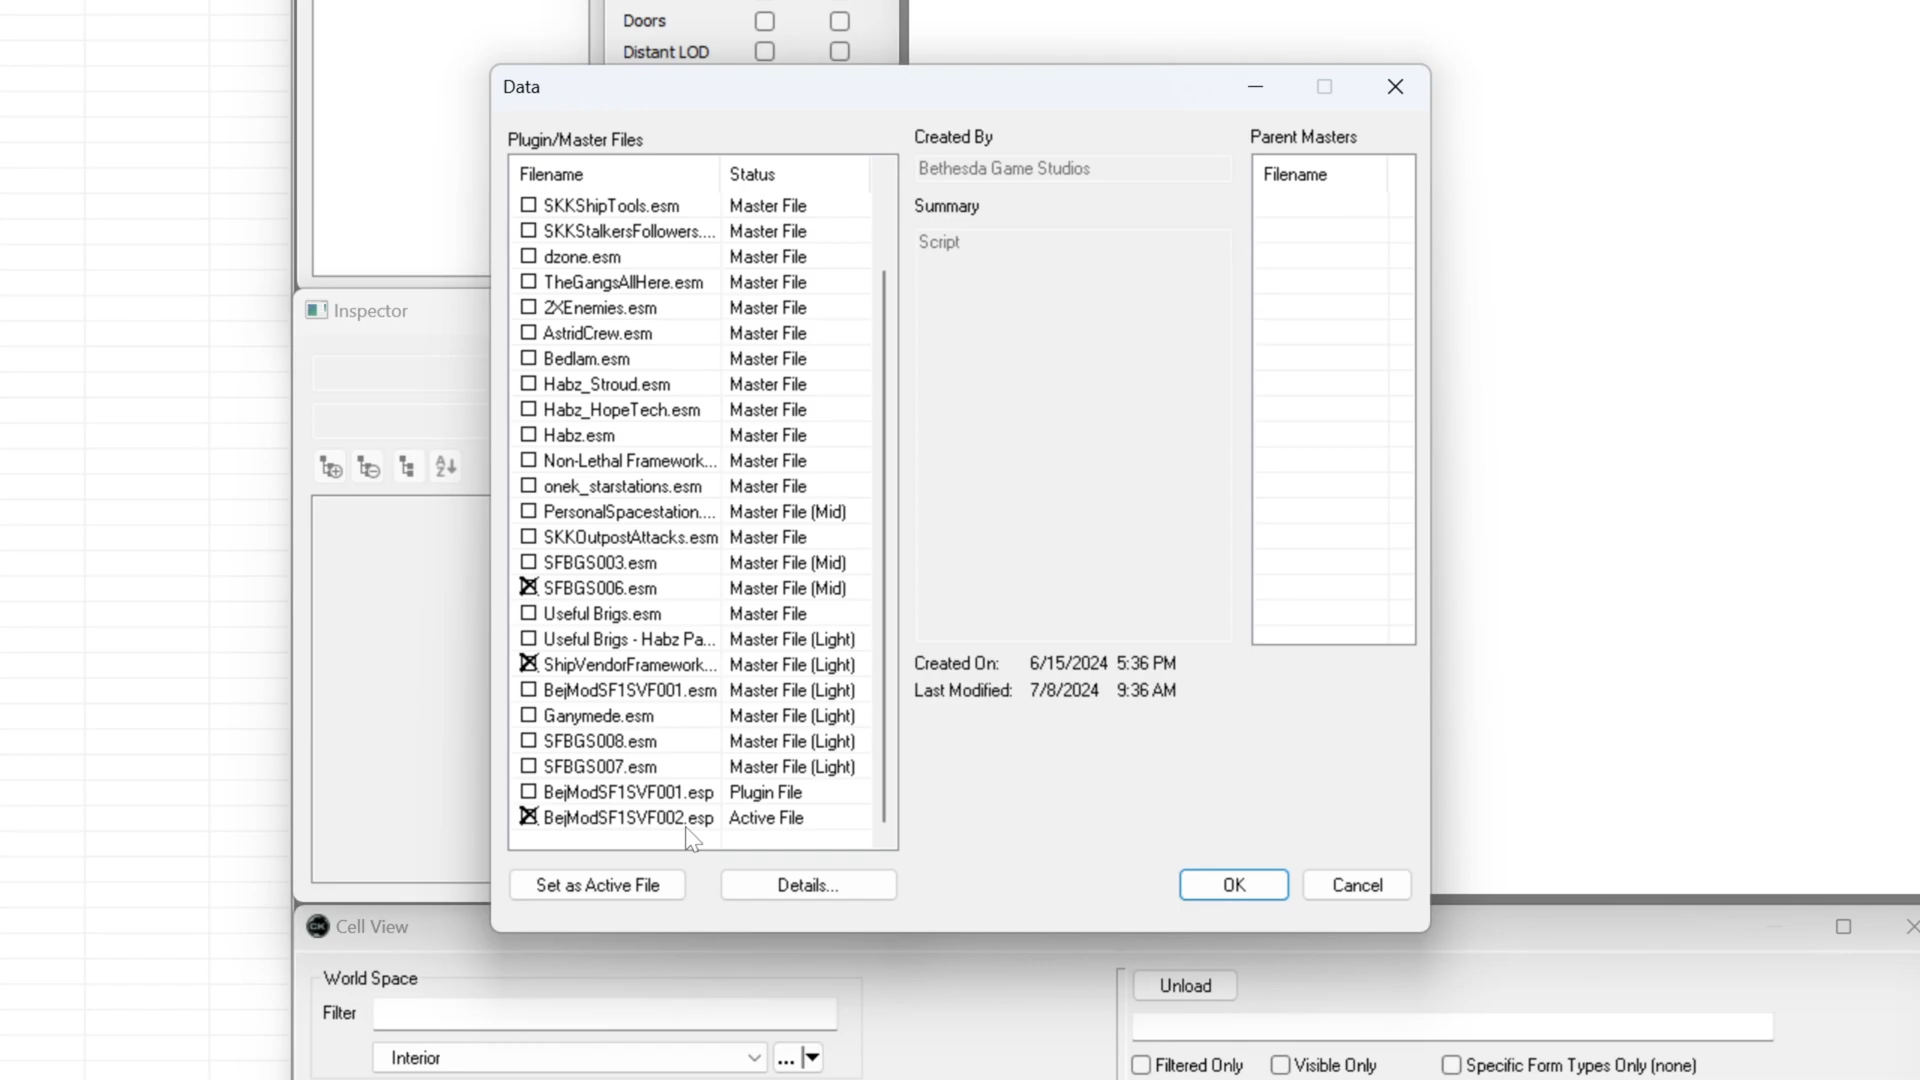 Doors
Distant LOD
Data
Plugin/Master Files
Filename Status
SKKShipTools.esm Master File
SKKStalkersFollowers.... Master File
dzone.esm Master File
TheGangsAllHere.esm Master File
2XEnemies.esm Master File
AstridCrew.esm Master File
Bedlam.esm Master File
Habz_Stroud.esm Master File
Habz_HopeTech.esm Master File
Habz.esm Master File
Non-Lethal Framework... Master File
onek_starstations.esm Master File
PersonalSpacestation.... Master File (Mid)
SKKOutpostAttacks.esm Master File
SFBGS003.esm Master File (Mid)
SFBGS006.esm Master File (Mid)
Useful Brigs.esm Master File
Useful Brigs - Habz Pa... Master File (Light)
ShipVendorFramework... Master File (Light)
BejModSF1SVF001.esm Master File (Light)
Ganymede.esm Master File (Light)
SFBGS008.esm Master File (Light)
SFBGS007.esm Master File (Light)
BejModSF1SVF001.esp Plugin File
BejModSF1SVF002.esp Active File
Set as Active File
Details...
Created By
Bethesda Game Studios
Summary
Script
Created On: 6/15/2024 5:36 PM
Last Modified: 7/8/2024 9:36 AM
Parent Masters
Filename
OK
Cancel
Inspector
Cell View
World Space
Filter
Interior
...
Unload
Filtered Only
Visible Only
Specific Form Types Only (none)